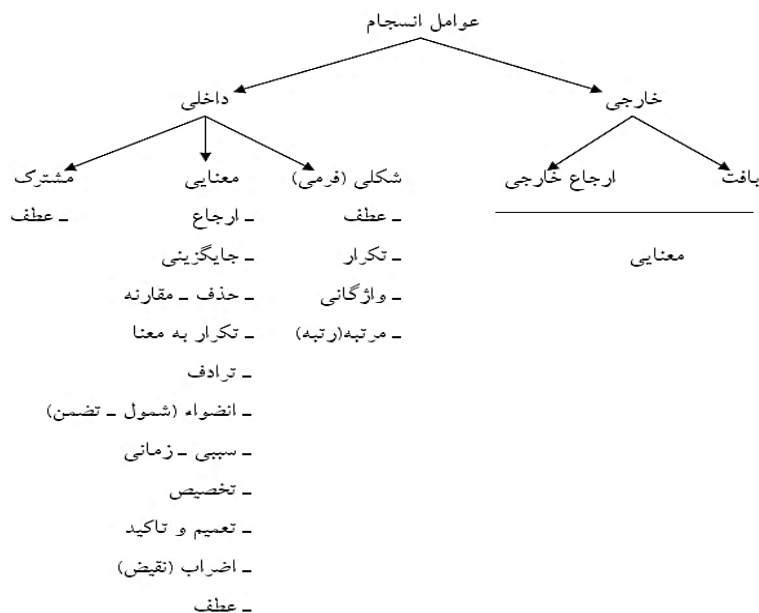 عوامل انسجام
خارجی داخلی
بافت ارجاع خارجی شکلی (فرمی) معنایی مشترک
ـ عطف ـ ارجاع ـ عطف
معنایی ـ تکرار ـ جایگزینی
ـ واژگانی ـ حذف ـ مقارنه
ـ مرتبه(رتبه) ـ تکرار به معنا
ـ ترادف
ـ انضواء (شمول ـ تضمن)
ـ سببی ـ زمانی
ـ تخصیص
ـ تعمیم و تاکید
ـ اضراب (نقیض)
ـ عطف